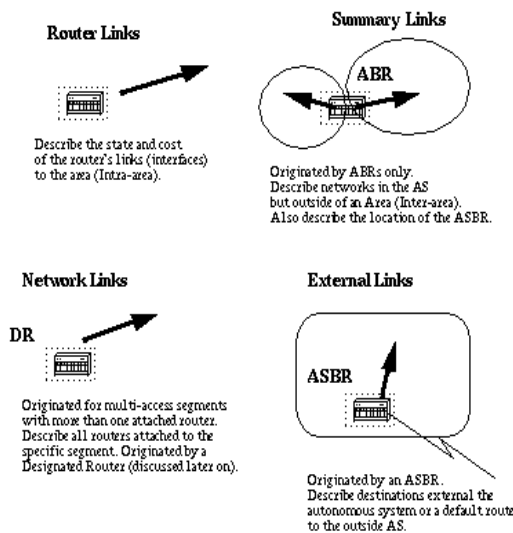 Router Links
Describe the state and cost
of the router's links (interfaces)
to the area (Intra-area).
Summary Links
ABR
Originated by ABRs only.
Describe networks in the AS
but outside of an Area (Inter-area).
Also describe the location of the ASBR.
Network Links
DR
Originated for multi-access segments
with more than one attached router.
Describe all routers attached to the
specific segment. Originated by a
Designated Router (discussed later on).
External Links
ASBR
Originated by an ASBR.
Describe destinations external the
autonomous system or a default route
to the outside AS.